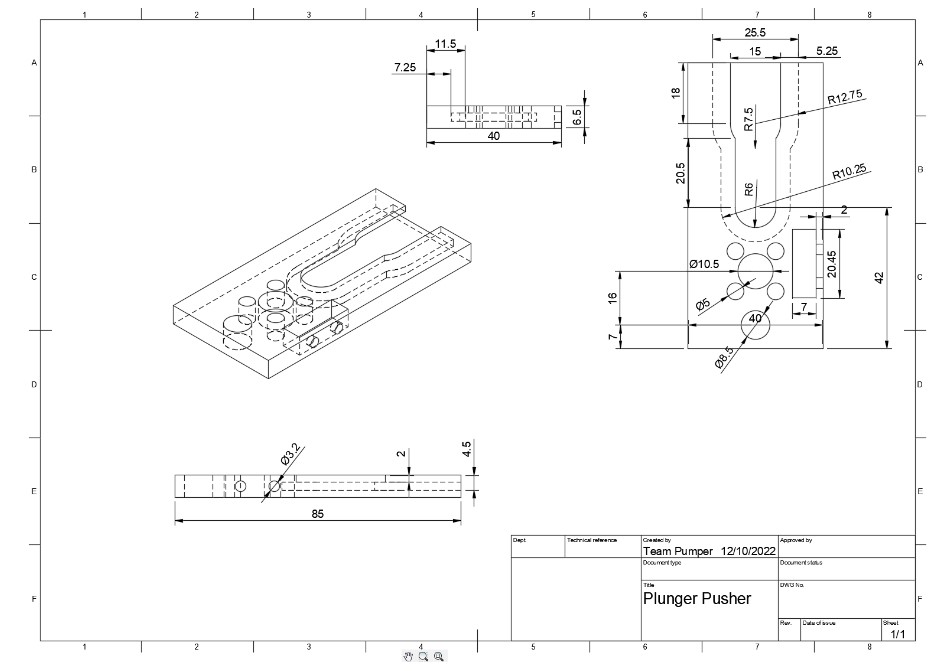 1 2 3 4 5 6 7 8
A A
B B
C C
D D
E E
F F
11.5
7.25
6.5
40
25.5
15 5.25
18
R7.5
R12.75
20.5
R6
R10.25
2
Ø10.5
20.45
42
16
Ø5
7
40
7
Ø8.5
Ø3.2
2
4.5
85
Dept. Technical reference Created by Approved by
Team Pumper 12/10/2022
Document type Document status
Title DWG No.
Plunger Pusher
Rev. Date of issue Sheet
1/1
1 2 3 4 5 6 7 8